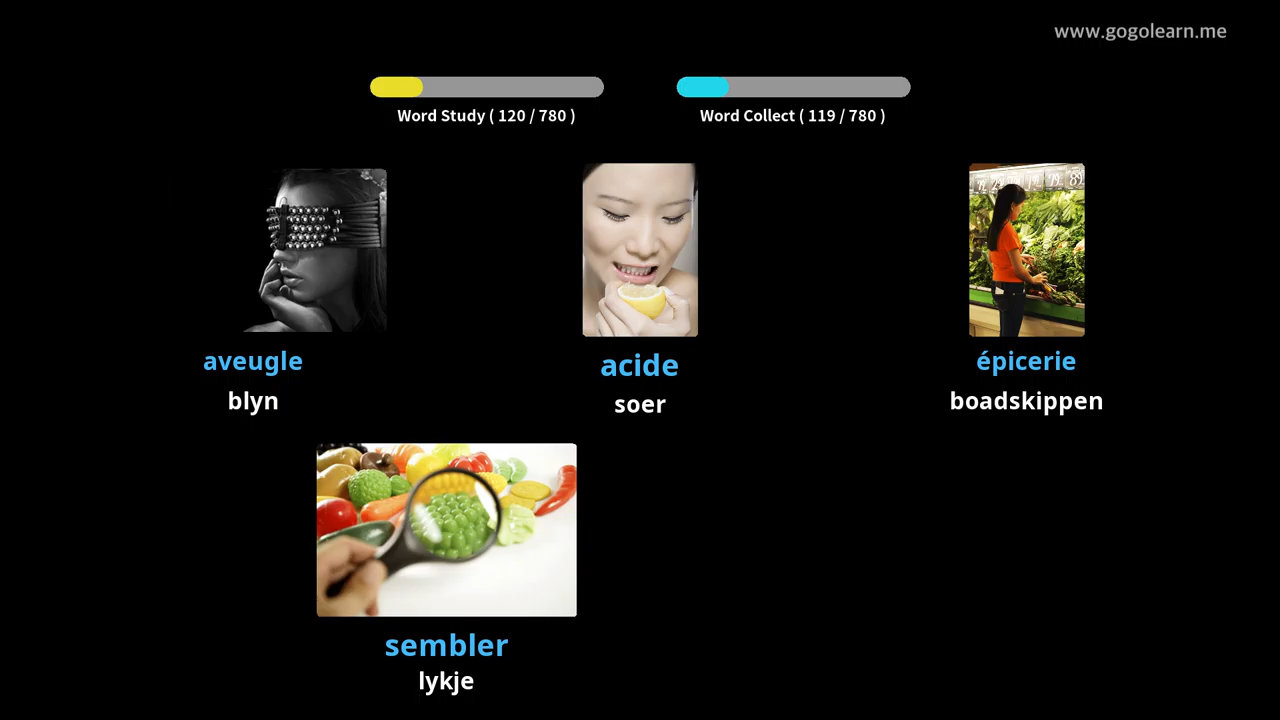 www.gogolearn.me
Word Study ( 120 / 780 )
Word Collect ( 119 / 780 )
aveugle
blyn
acide
soer
épicerie
boadskippen
sembler
lykje